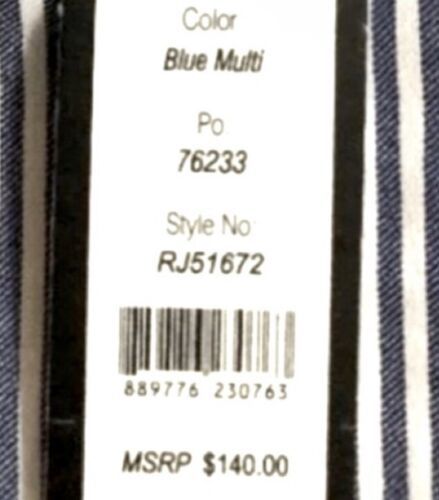 Color
Blue Multi
Po
76233
Style No
RJ51672
889776 230763
MSRP $140.00